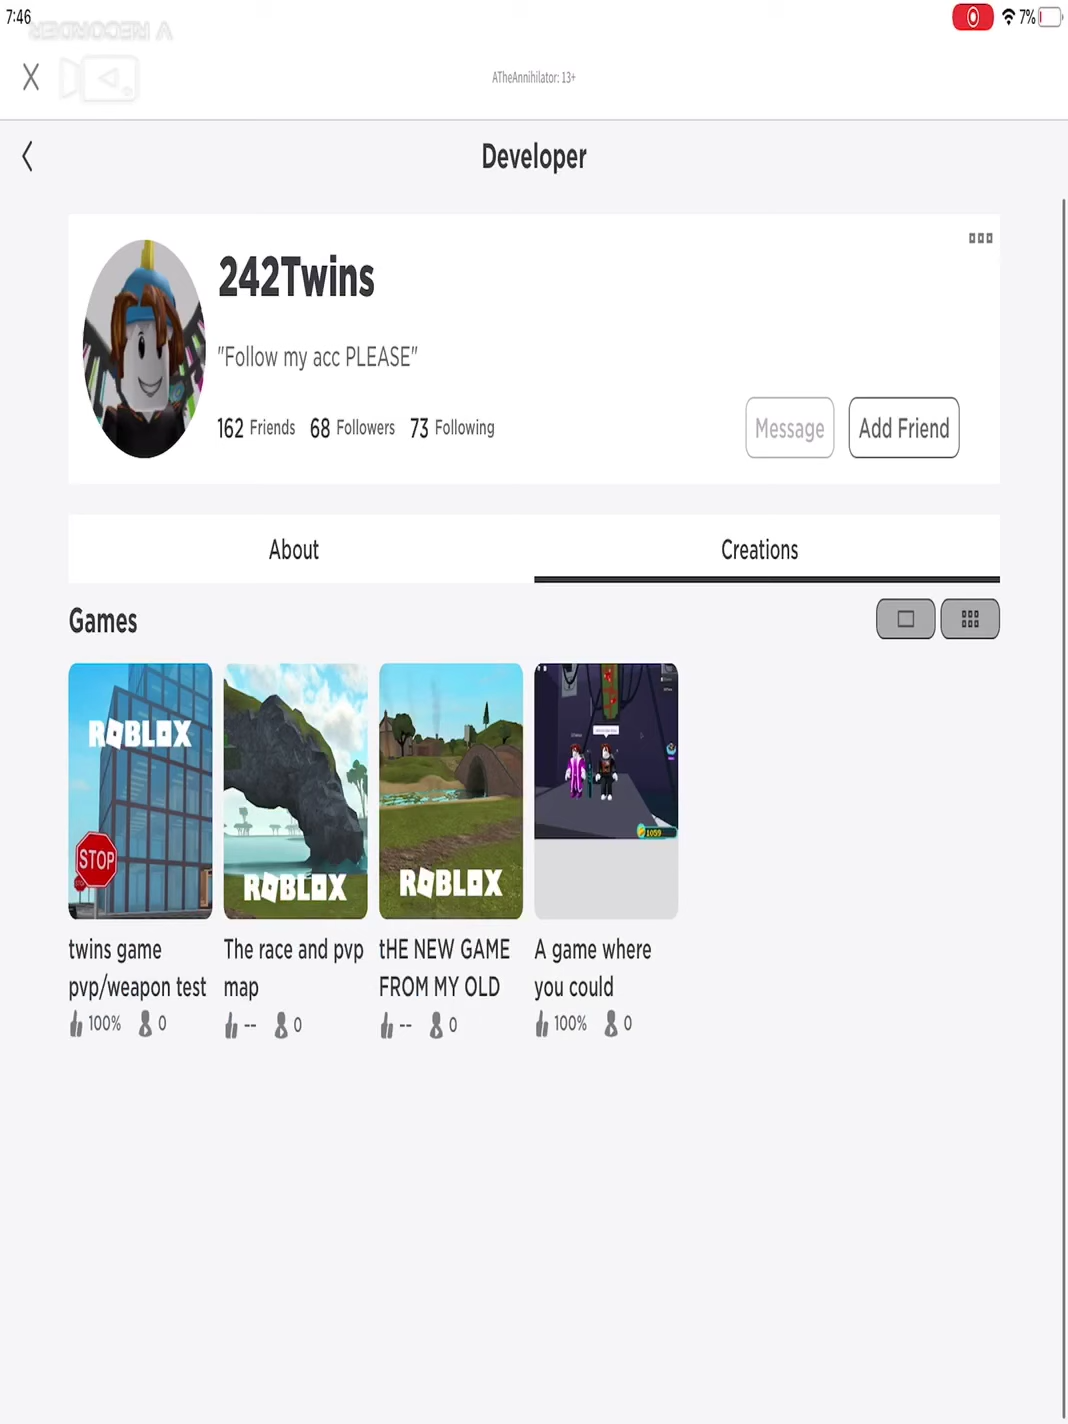 7:46
7%
V RECORDER
ATheAnnihilator: 13+
Developer
242Twins
"Follow my acc PLEASE"
162 Friends 68 Followers 73 Following
Message
Add Friend
About
Creations
Games
ROBLOX
STOP
ROBLOX
ROBLOX
1059
twins game
pvp/weapon test
100% 0
The race and pvp
map
-- 0
tHE NEW GAME
FROM MY OLD
-- 0
A game where
you could
100% 0